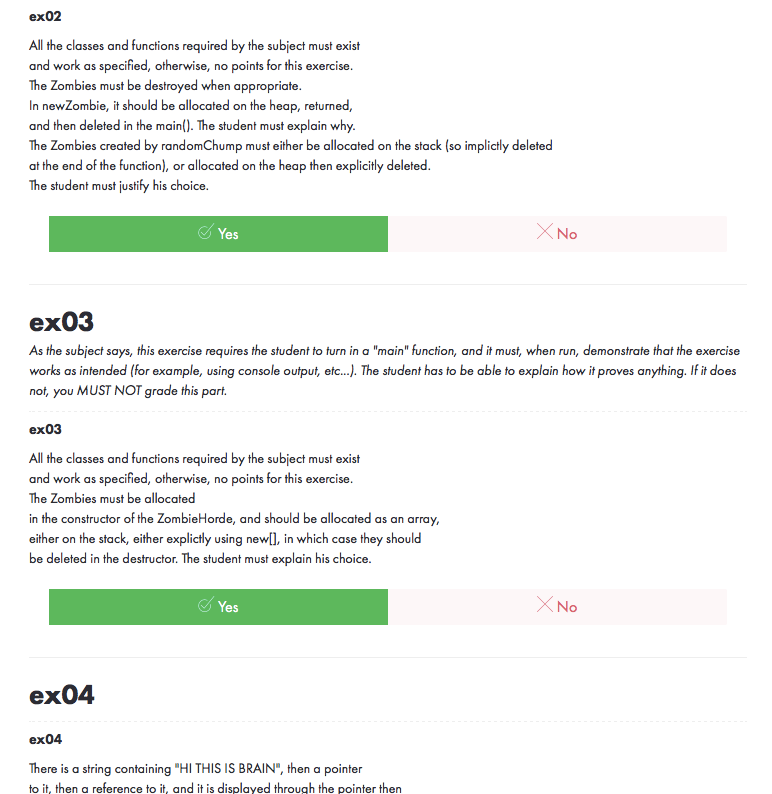 ex02
All the classes and functions required by the subject must exist
and work as specified, otherwise, no points for this exercise.
The Zombies must be destroyed when appropriate.
In newZombie, it should be allocated on the heap, returned,
and then deleted in the main(). The student must explain why.
The Zombies created by randomChump must either be allocated on the stack (so implictly deleted
at the end of the function), or allocated on the heap then explicitly deleted.
The student must justify his choice.
Yes
No
ex03
As the subject says, this exercise requires the student to turn in a "main" function, and it must, when run, demonstrate that the exercise
works as intended (for example, using console output, etc...). The student has to be able to explain how it proves anything. If it does
not, you MUST NOT grade this part.
ex03
All the classes and functions required by the subject must exist
and work as specified, otherwise, no points for this exercise.
The Zombies must be allocated
in the constructor of the ZombieHorde, and should be allocated as an array,
either on the stack, either explictly using new[], in which case they should
be deleted in the destructor. The student must explain his choice.
Yes
No
ex04
ex04
There is a string containing "HI THIS IS BRAIN", then a pointer
to it, then a reference to it, and it is displayed through the pointer then